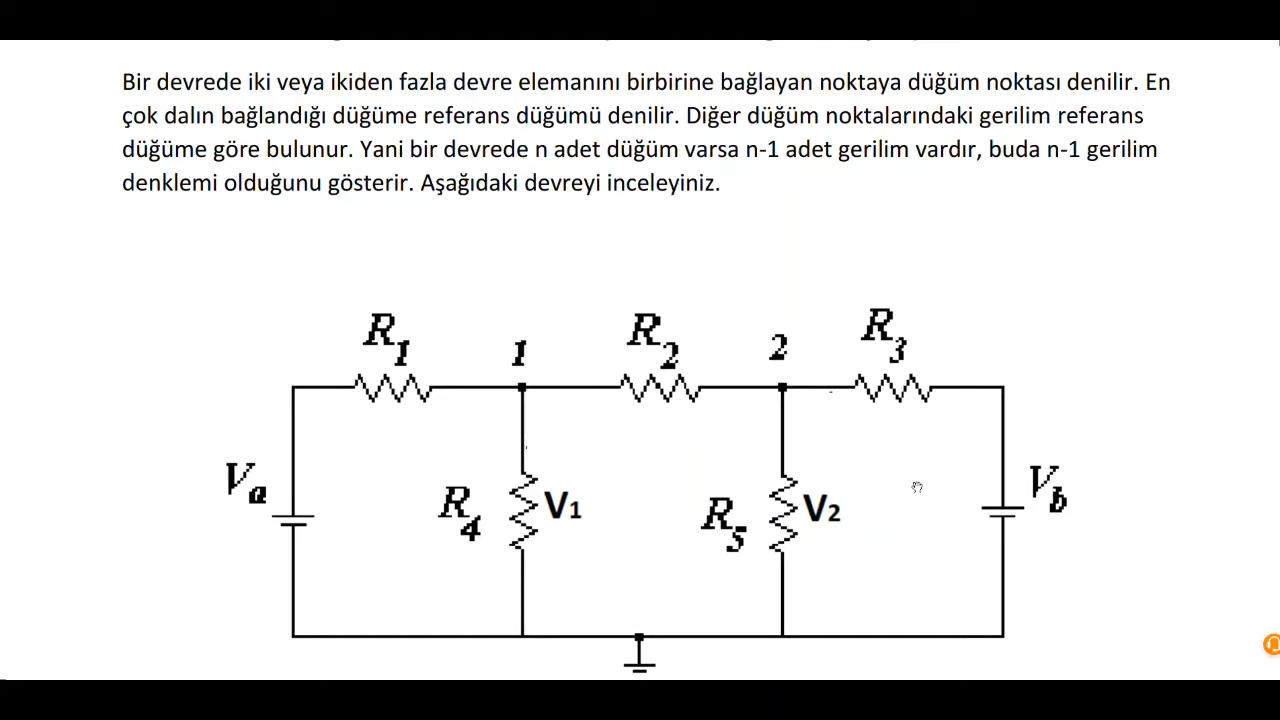 Bir devrede iki veya ikiden fazla devre elemanını birbirine bağlayan noktaya düğüm noktası denilir. En
çok dalın bağlandığı düğüme referans düğümü denilir. Diğer düğüm noktalarındaki gerilim referans
düğüme göre bulunur. Yani bir devrede n adet düğüm varsa n-1 adet gerilim vardır, buda n-1 gerilim
denklemi olduğunu gösterir. Aşağıdaki devreyi inceleyiniz.
R1 1 R2 2 R3
Va R4 V1 R5 V2 Vb